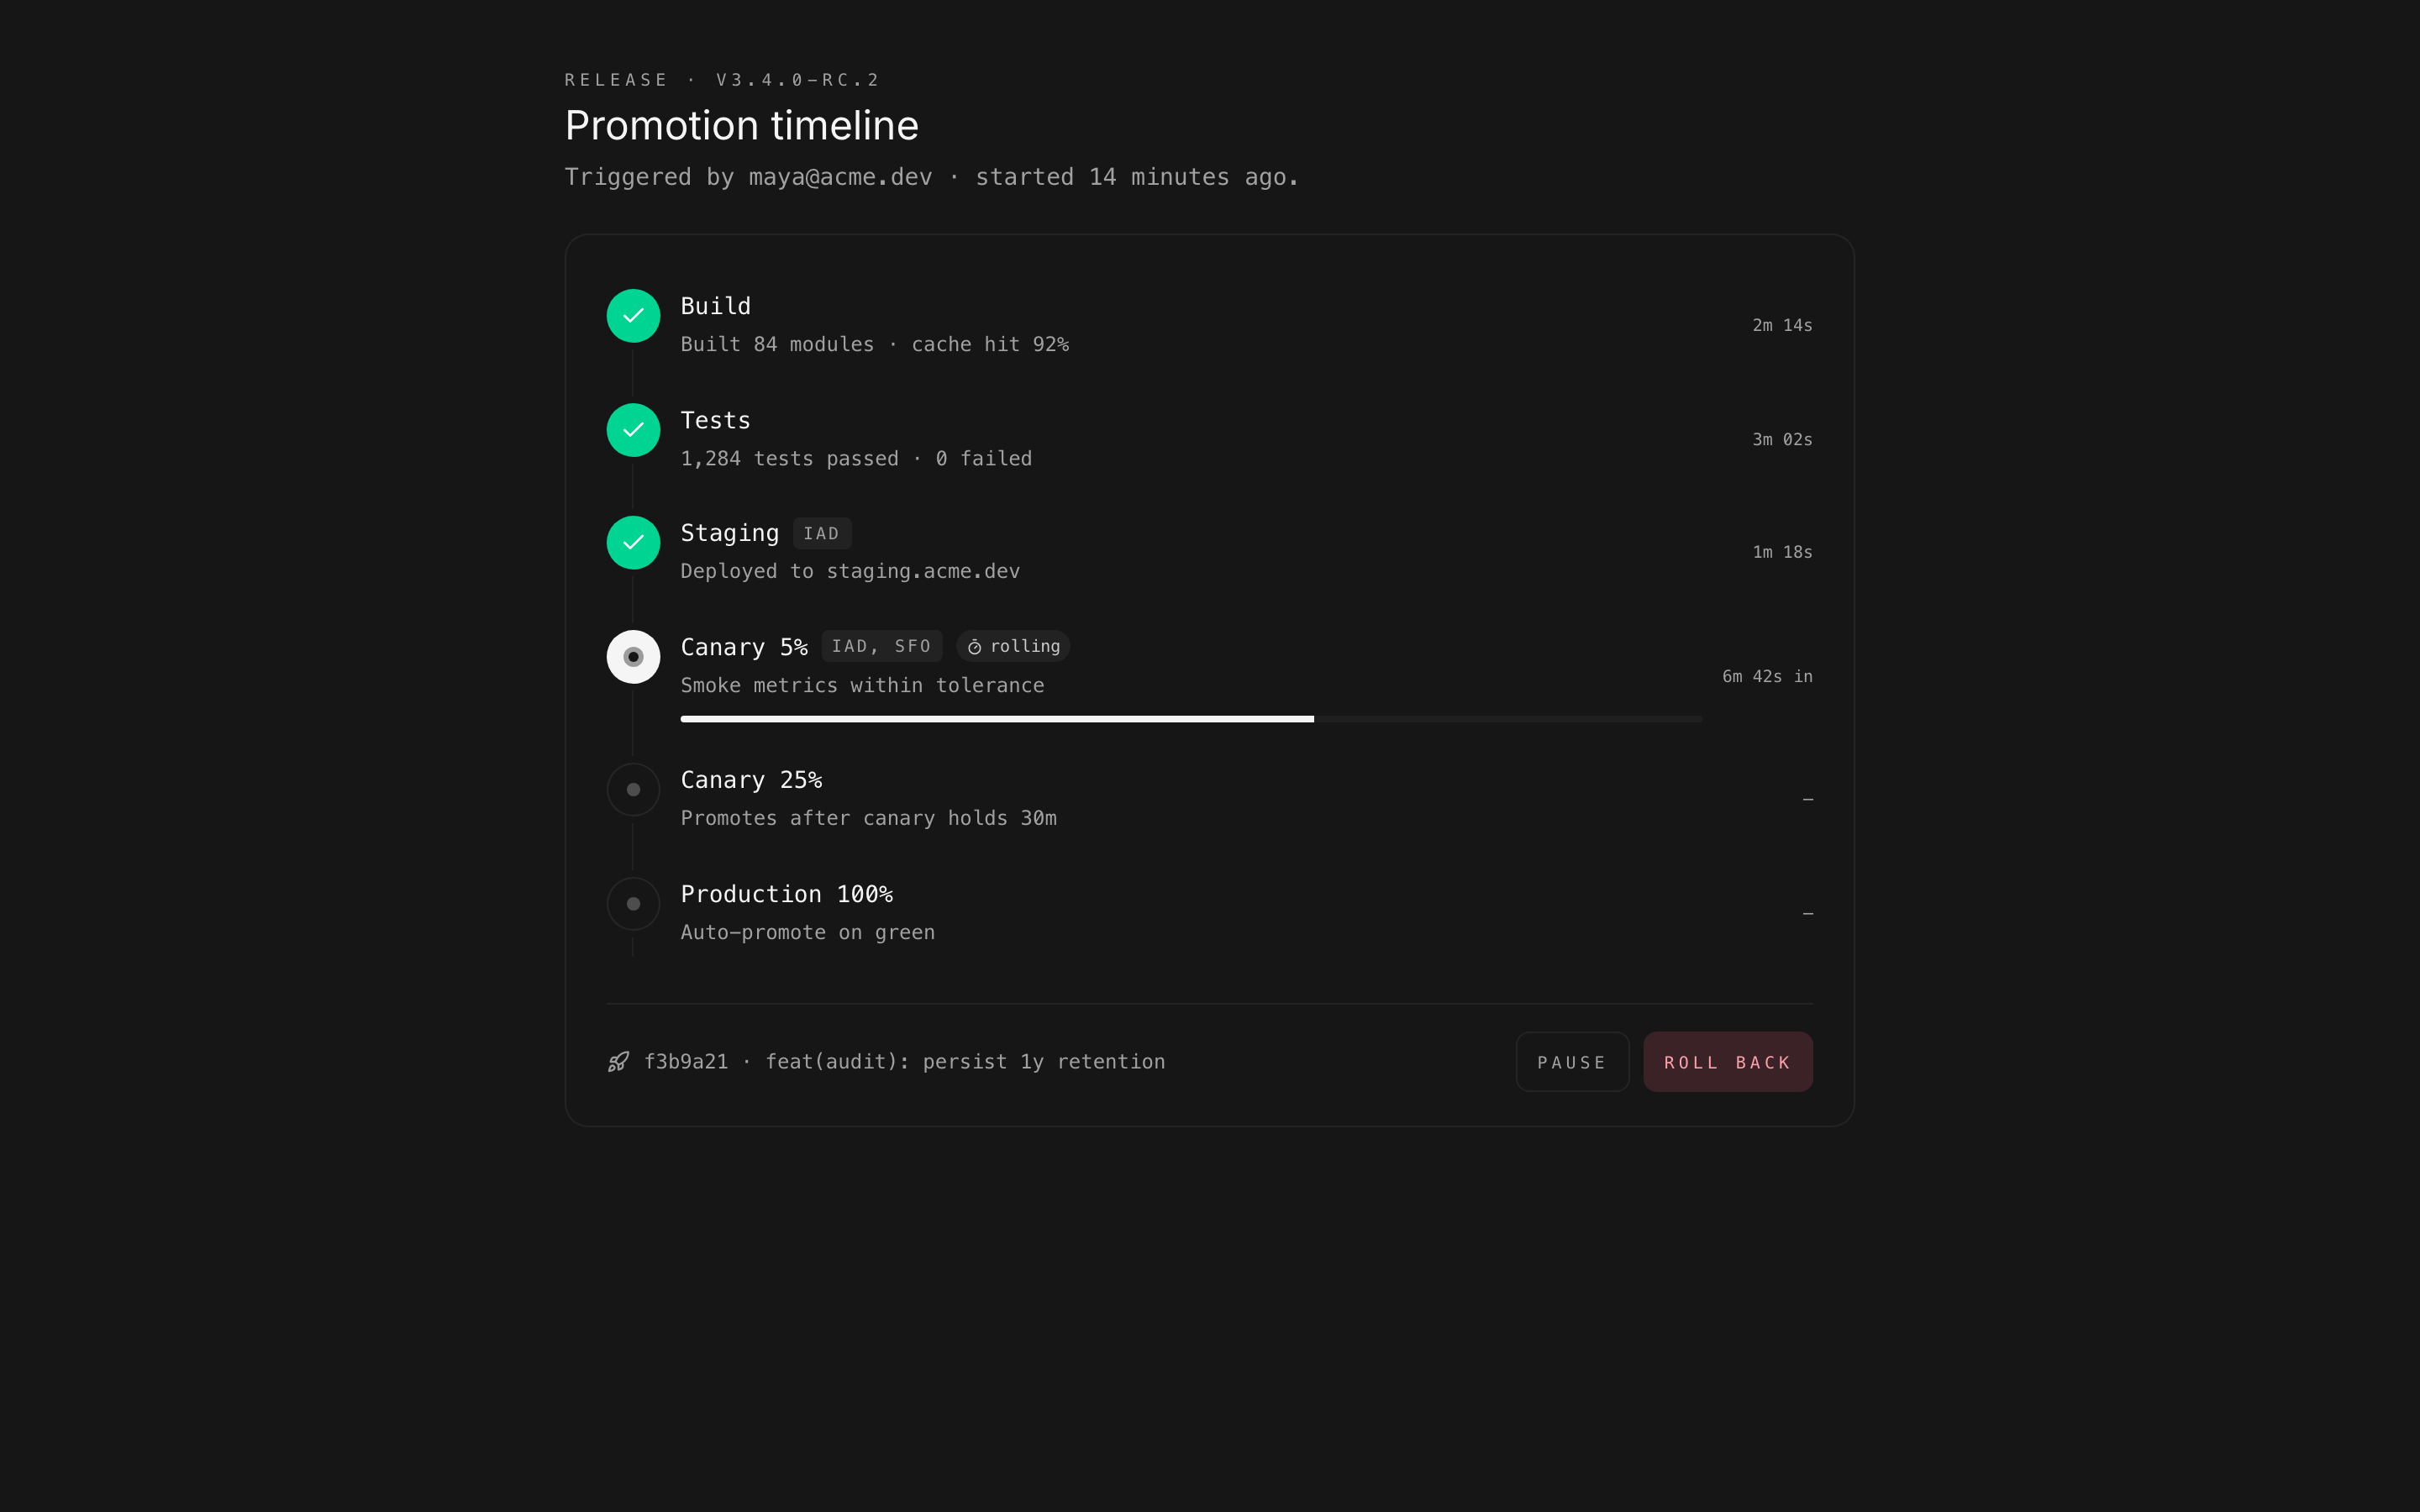 RELEASE · V3.4.0-RC.2
Promotion timeline
Triggered by maya@acme.dev · started 14 minutes ago.
Build
Built 84 modules · cache hit 92%
2m 14s
Tests
1,284 tests passed · 0 failed
3m 02s
Staging IAD
Deployed to staging.acme.dev
1m 18s
Canary 5% IAD, SFO rolling
Smoke metrics within tolerance
6m 42s in
Canary 25%
Promotes after canary holds 30m
—
Production 100%
Auto-promote on green
—
f3b9a21 · feat(audit): persist 1y retention
PAUSE ROLL BACK